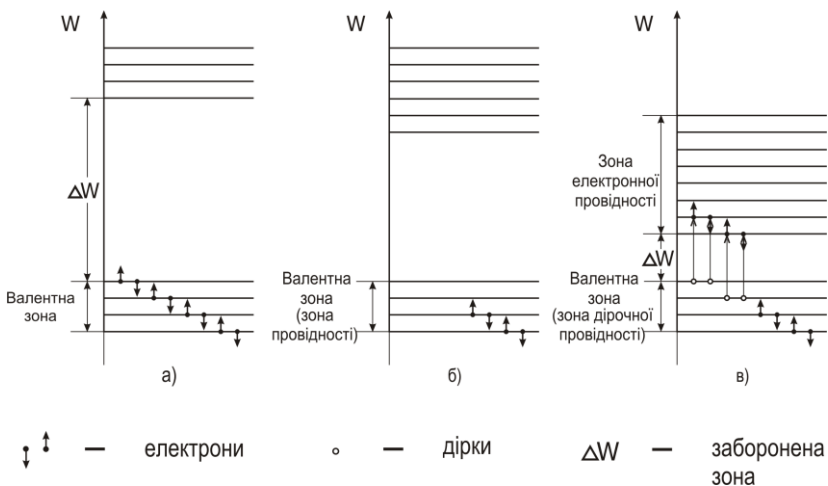 W
ΔW
Валентна
зона
а)
W
Валентна
зона
(зона
провідності)
б)
W
Зона
електронної
провідності
ΔW
Валентна
зона
(зона дірочної
провідності)
в)
— електрони
— дірки
ΔW — заборонена
зона